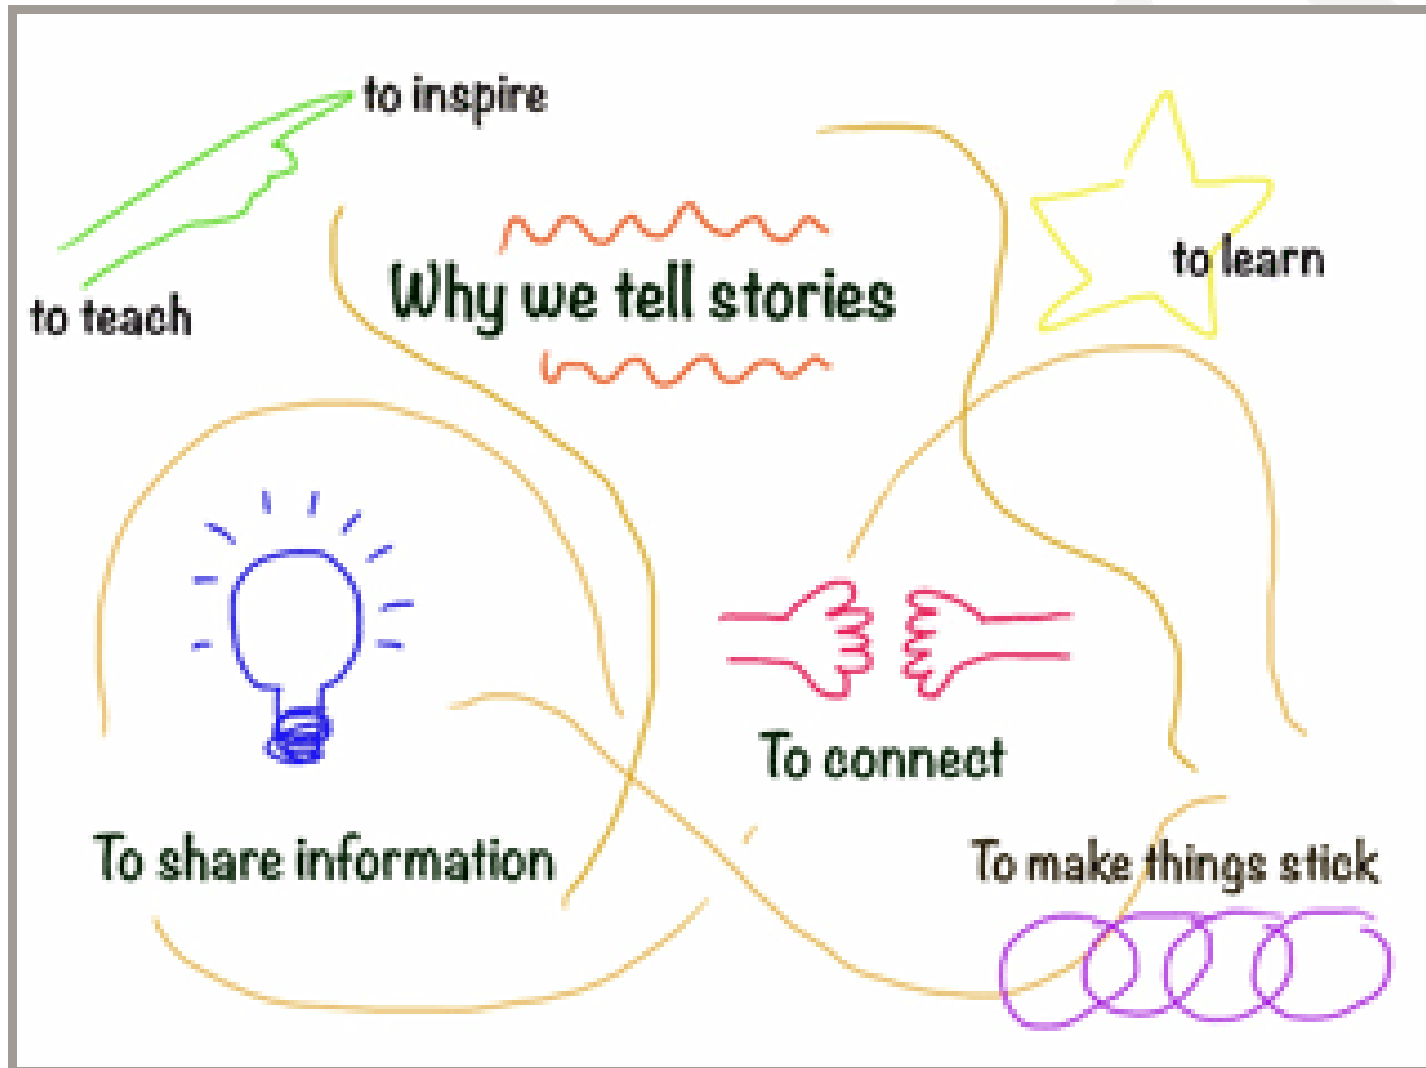 to inspire
to teach
Why we tell stories
to learn
To connect
To share information
To make things stick